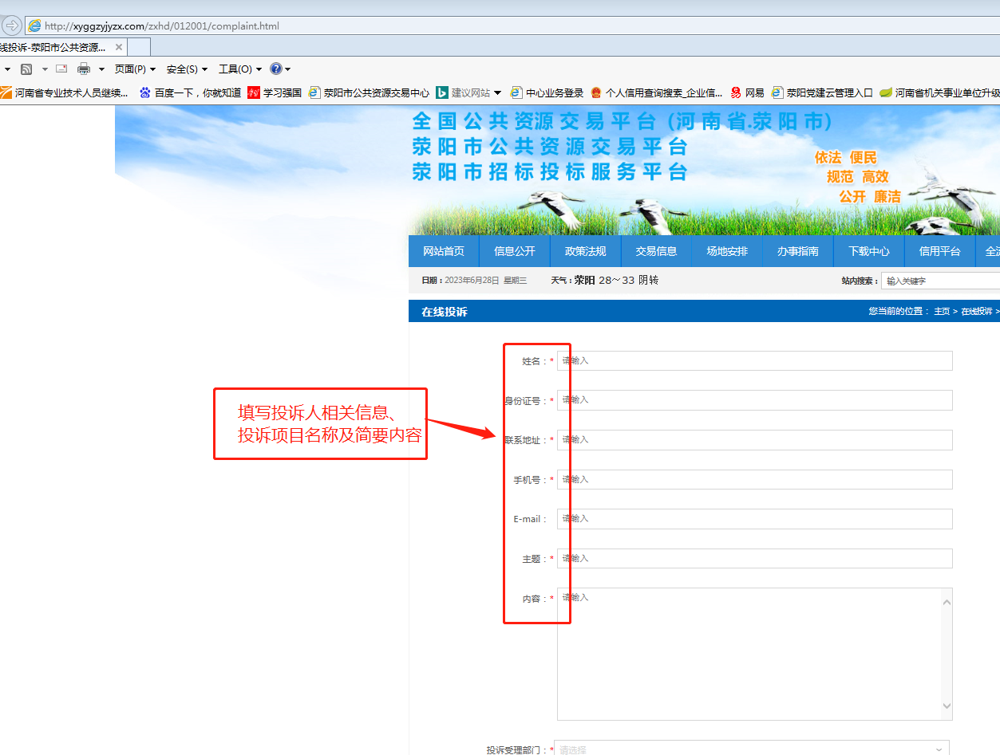 http://xyggzyjyzx.com/zxhd/012001/complaint.html
线投诉-荥阳市公共资源...
页面(P) 安全(S) 工具(O)
河南省专业技术人员继续... 百度一下，你就知道 学习强国 荥阳市公共资源交易中心 建议网站 中心业务登录 个人信用查询搜索_企业信... 网易 荥阳党建云管理入口 河南省机关事业单位升级
全国公共资源交易平台(河南省.荥阳市)
荥阳市公共资源交易平台
荥阳市招标投标服务平台
依法 便民
规范 高效
公开 廉洁
网站首页 信息公开 政策法规 交易信息 场地安排 办事指南 下载中心 信用平台 全
日期：2023年6月28日 星期三 天气：荥阳 28～33 阴转 站内搜索： 输入关键字
在线投诉 您当前的位置： 主页 > 在线投诉 >
姓名：* 请输入
身份证号：* 请输入
填写投诉人相关信息、
投诉项目名称及简要内容
联系地址：* 请输入
手机号：* 请输入
E-mail： 请输入
主题：* 请输入
内容：* 请输入
投诉受理部门：* 请选择